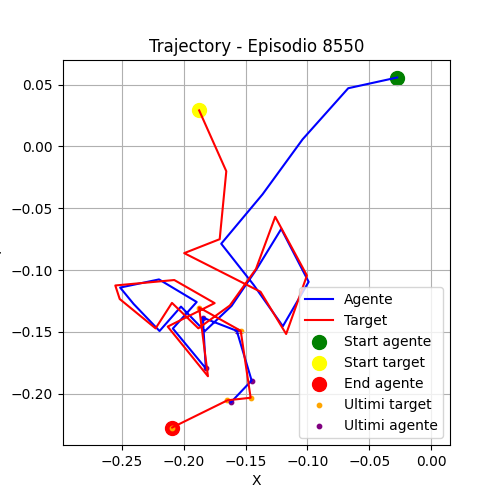 Trajectory - Episodio 8550
0.05
0.00
−0.05
−0.10
−0.15
−0.20
−0.25
−0.20
−0.15
−0.10
−0.05
0.00
X
Agente
Target
Start agente
Start target
End agente
Ultimi target
Ultimi agente